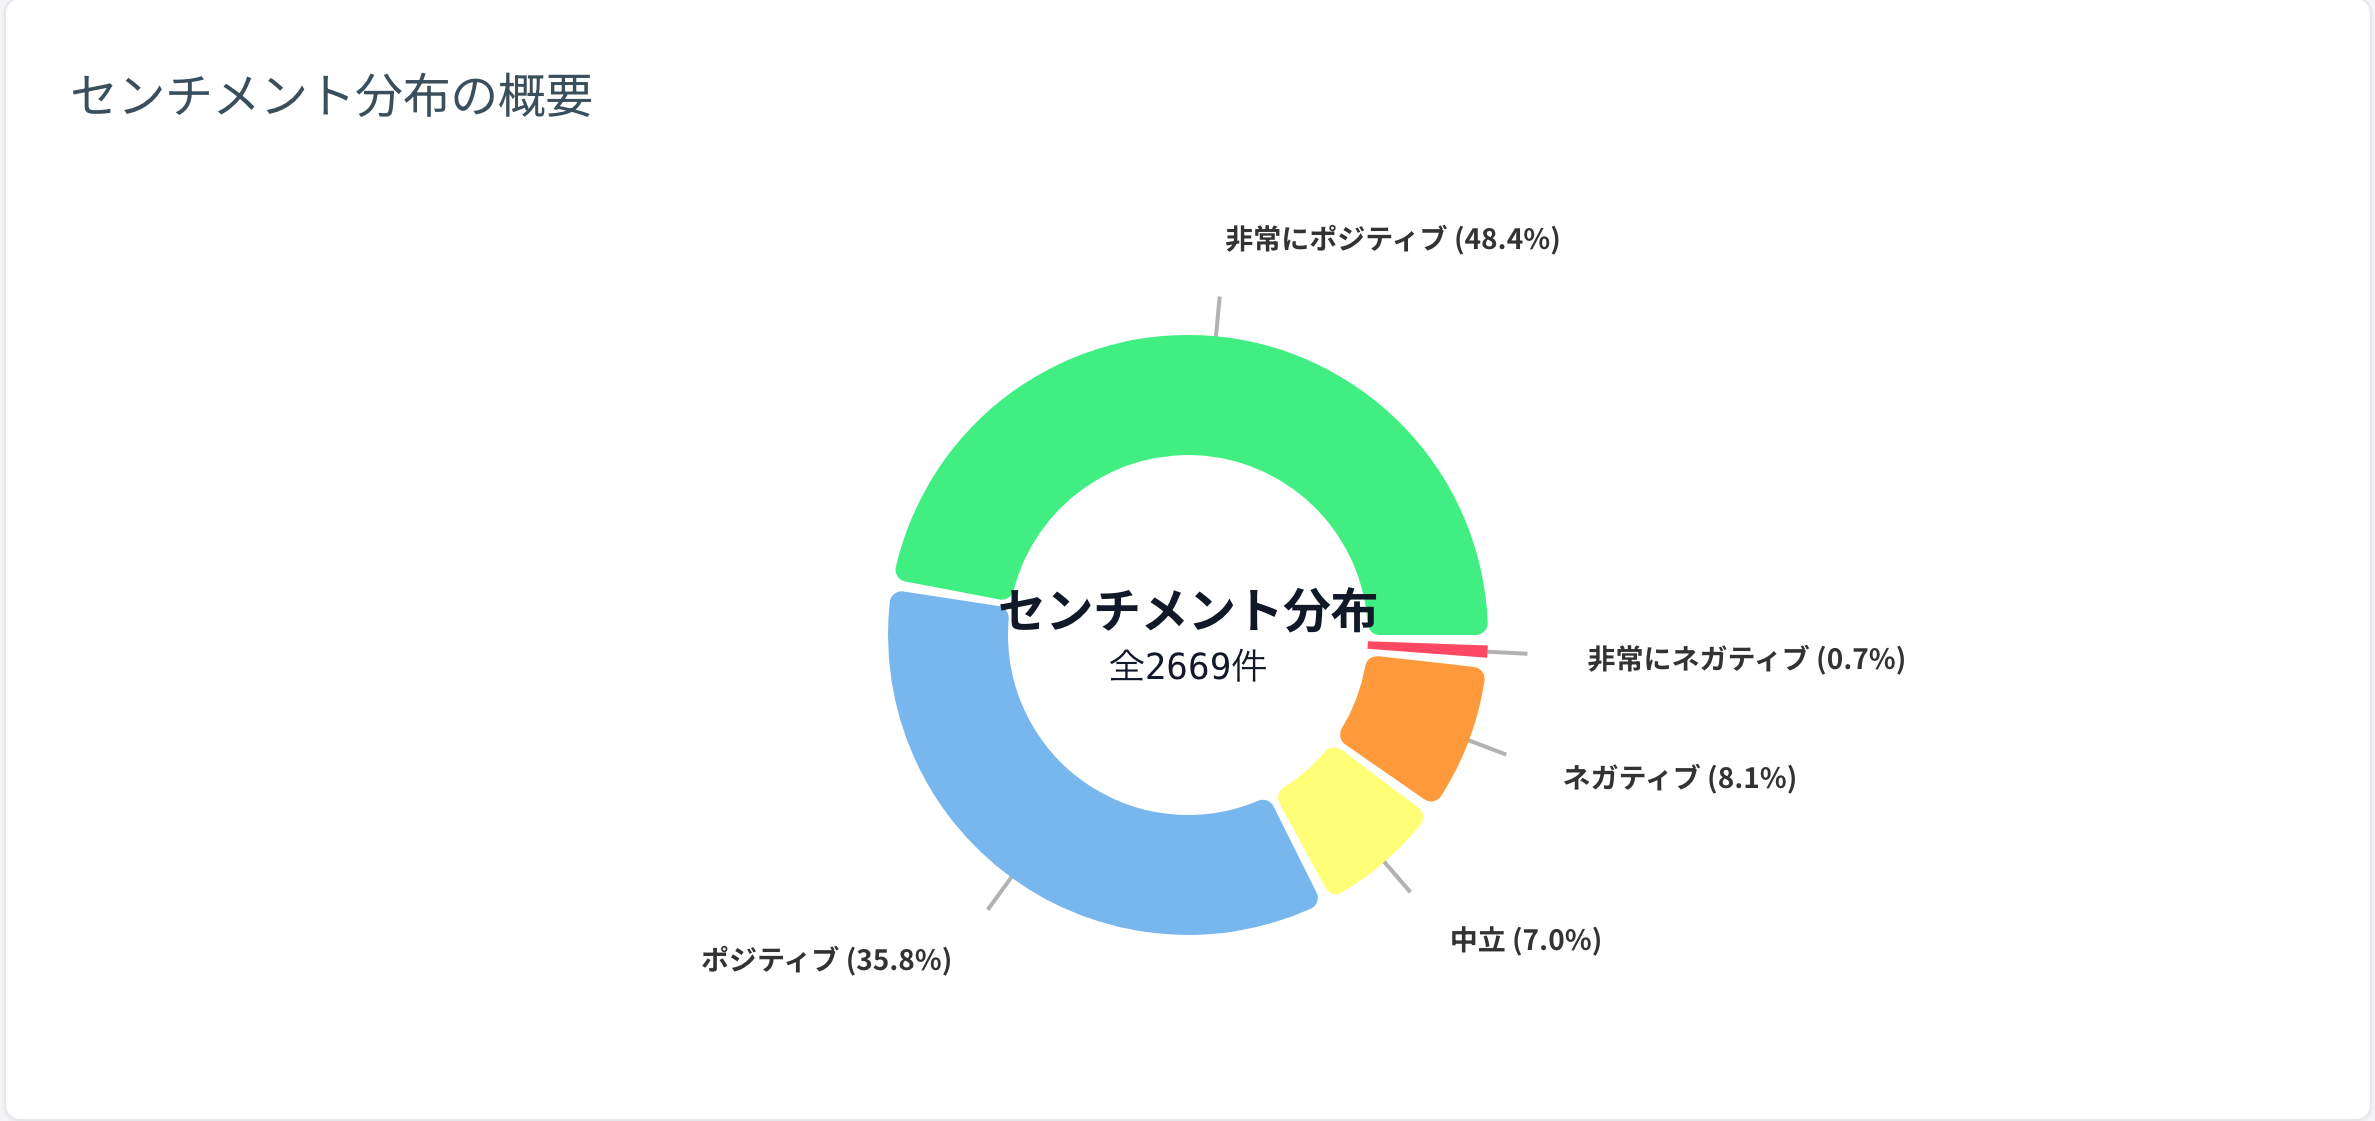 センチメント分布の概要
非常にポジティブ (48.4%)
センチメント分布
全2669件
非常にネガティブ (0.7%)
ネガティブ (8.1%)
中立 (7.0%)
ポジティブ (35.8%)